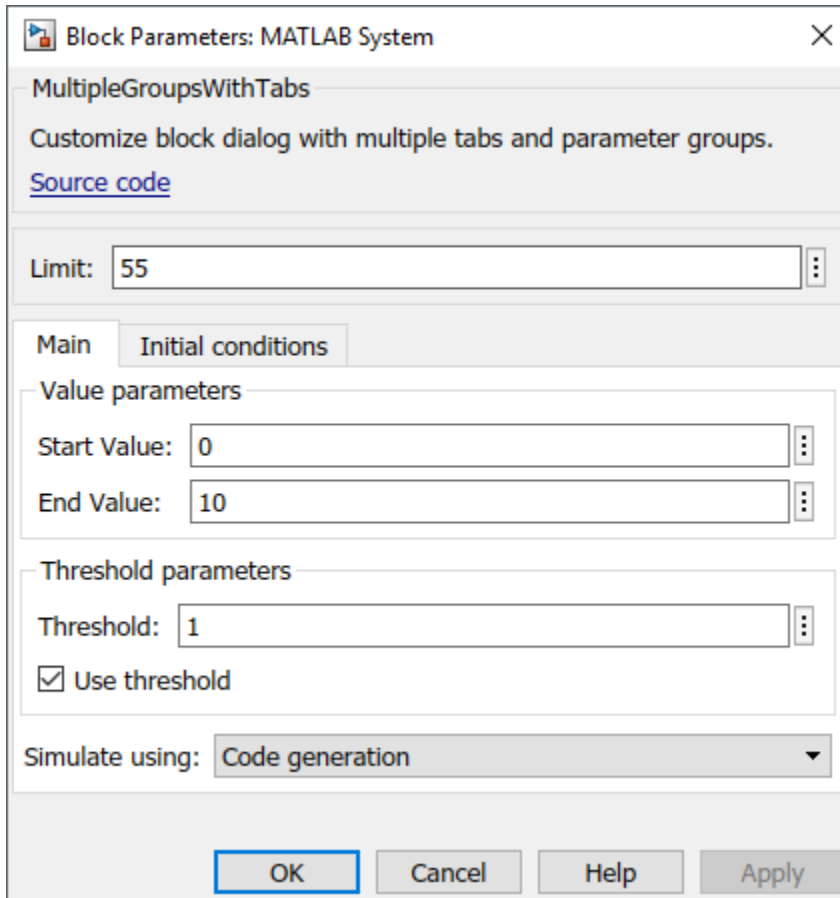 Block Parameters: MATLAB System
MultipleGroupsWithTabs
Customize block dialog with multiple tabs and parameter groups.
Source code
Limit: 55
Main Initial conditions
Value parameters
Start Value: 0
End Value: 10
Threshold parameters
Threshold: 1
Use threshold
Simulate using: Code generation
OK Cancel Help Apply